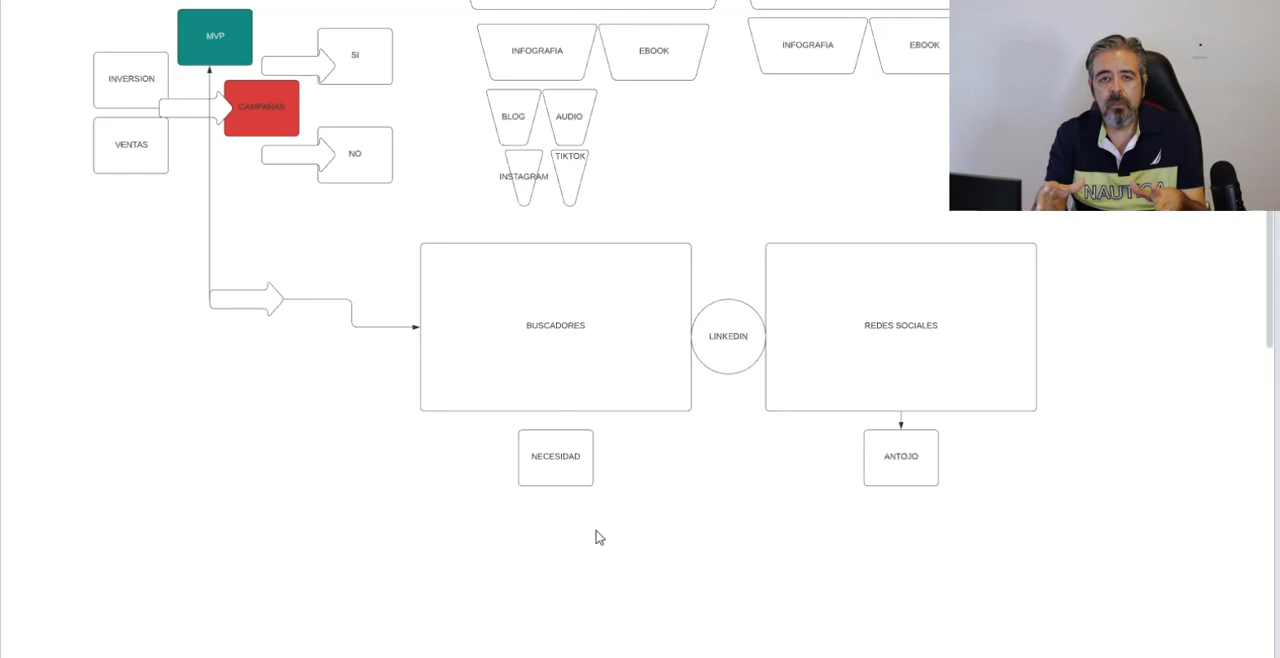 MVP
SI
INFOGRAFIA
EBOOK
INFOGRAFIA
EBOOK
INVERSION
CAMPAÑAS
BLOG
AUDIO
VENTAS
NO
TIKTOK
INSTAGRAM
NAUTICA
BUSCADORES
LINKEDIN
REDES SOCIALES
NECESIDAD
ANTOJO